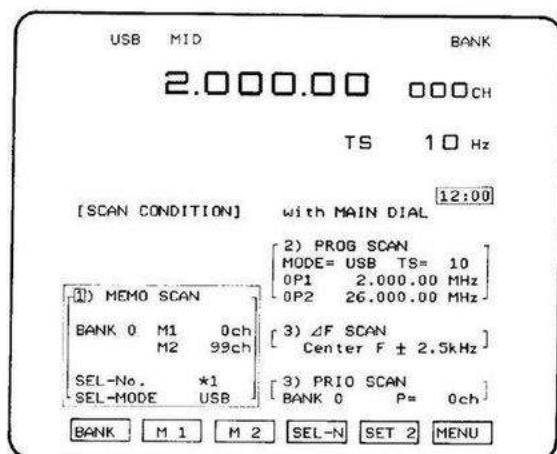 USB MID BANK
2.000.00 000CH
TS 10 Hz
12:00
[SCAN CONDITION] with MAIN DIAL
2) PROG SCAN
MODE= USB TS= 10
0P1 2.000.00 MHz
0P2 26.000.00 MHz
1) MEMO SCAN
BANK 0 M1 0ch
M2 99ch
SEL-No. *1
SEL-MODE USB
3) ⊿F SCAN
Center F ± 2.5kHz
3) PRIO SCAN
BANK 0 P= 0ch
BANK M 1 M 2 SEL-N SET 2 MENU